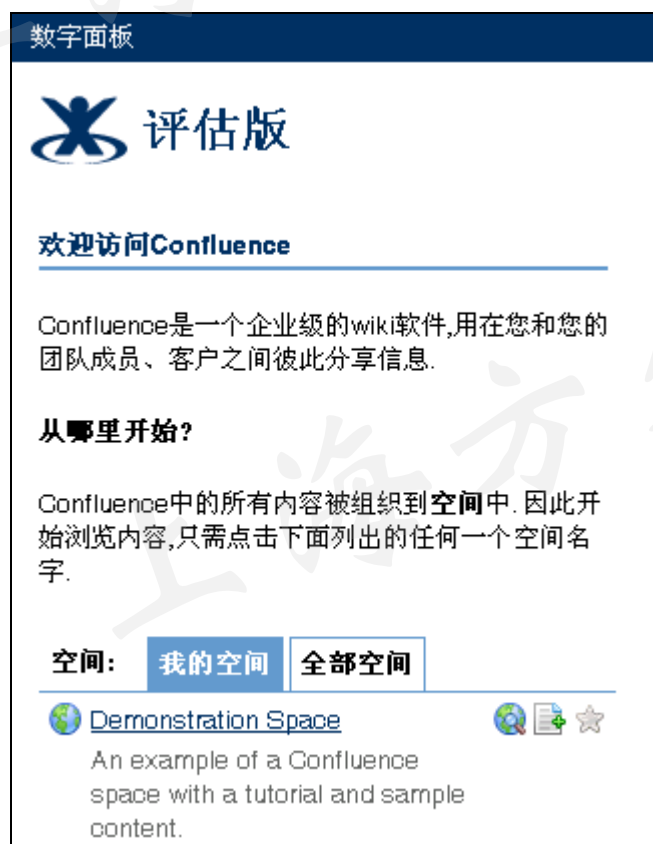 数字面板
评估版
欢迎访问Confluence
Confluence是一个企业级的wiki软件,用在您和您的
团队成员、客户之间彼此分享信息.
从哪里开始?
Confluence中的所有内容被组织到空间中.因此开
始浏览内容,只需点击下面列出的任何一个空间名
字.
空间: 我的空间 全部空间
Demonstration Space
An example of a Confluence
space with a tutorial and sample
content.
上海方